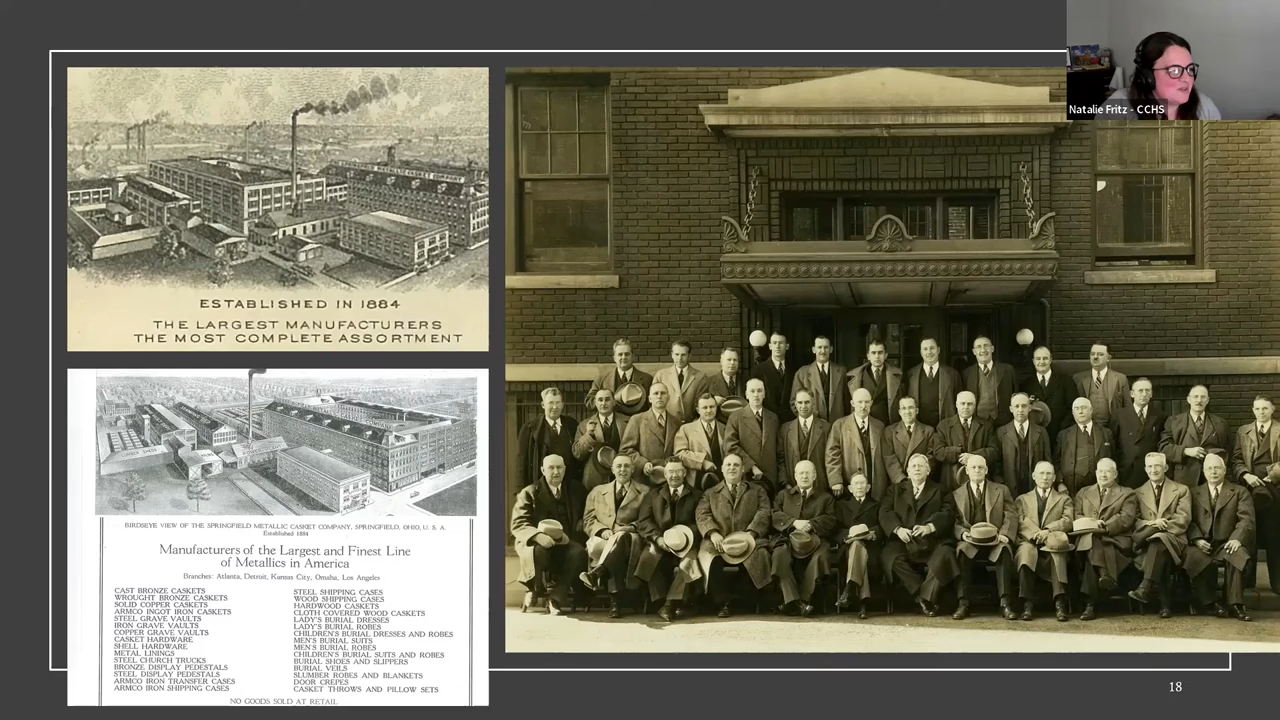 Natalie Fritz - CCHS
ESTABLISHED IN 1884
THE LARGEST MANUFACTURERS
THE MOST COMPLETE ASSORTMENT
BIRDSEYE VIEW OF THE SPRINGFIELD METALLIC CASKET COMPANY, SPRINGFIELD, OHIO, U. S. A.
Established 1884
Manufacturers of the Largest and Finest Line
of Metallics in America
Branches: Atlanta, Detroit, Kansas City, Omaha, Los Angeles
CAST BRONZE CASKETS
WROUGHT BRONZE CASKETS
SOLID COPPER CASKETS
ARMCO INGOT IRON CASKETS
STEEL GRAVE VAULTS
IRON GRAVE VAULTS
COPPER GRAVE VAULTS
CASKET HARDWARE
SHELL HARDWARE
METAL LININGS
STEEL CHURCH TRUCKS
BRONZE DISPLAY PEDESTALS
STEEL DISPLAY PEDESTALS
ARMCO IRON TRANSFER CASES
ARMCO IRON SHIPPING CASES
STEEL SHIPPING CASES
WOOD SHIPPING CASES
HARDWOOD CASKETS
CLOTH COVERED WOOD CASKETS
LADY'S BURIAL DRESSES
LADY'S BURIAL ROBES
CHILDREN'S BURIAL DRESSES AND ROBES
MEN'S BURIAL SUITS
MEN'S BURIAL ROBES
CHILDREN'S BURIAL SUITS AND ROBES
BURIAL SHOES AND SLIPPERS
BURIAL VEILS
SLUMBER ROBES AND BLANKETS
DOOR CREPES
CASKET THROWS AND PILLOW SETS
NO GOODS SOLD AT RETAIL
18